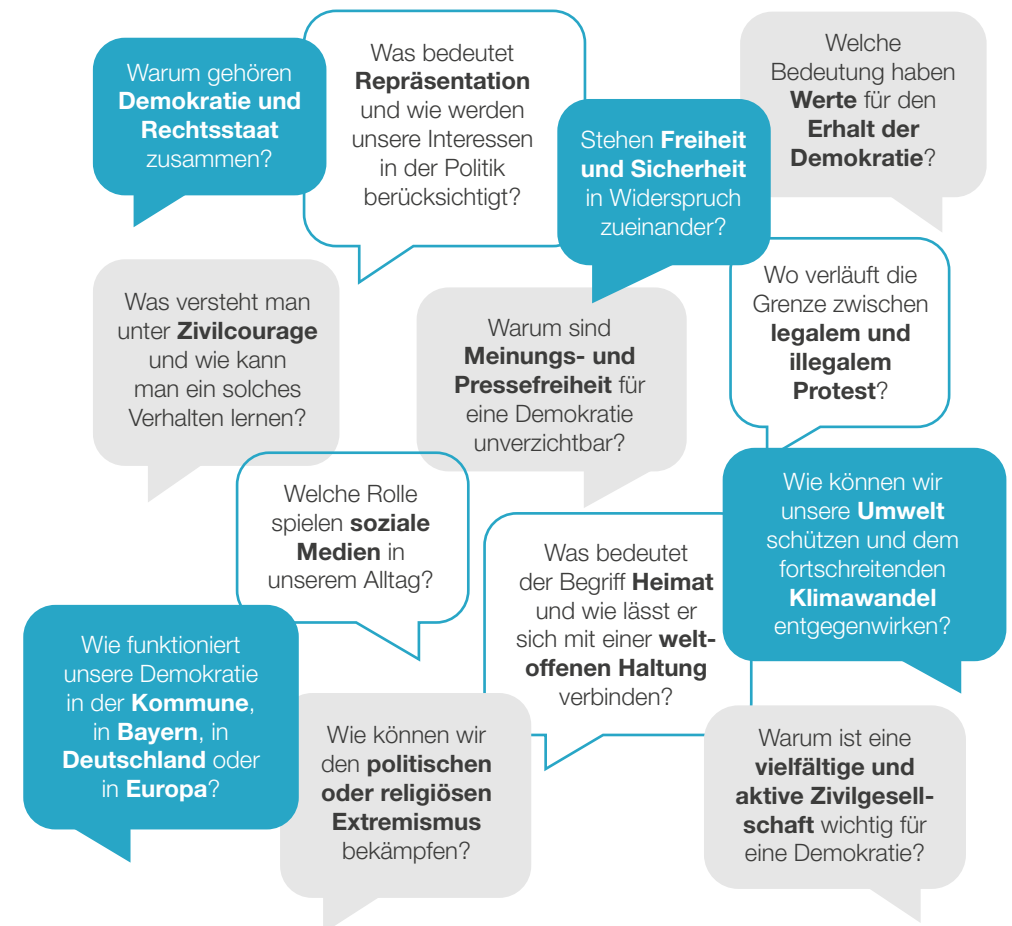 Warum gehören
Demokratie und
Rechtsstaat
zusammen?
Was bedeutet
Repräsentation
und wie werden
unsere Interessen
in der Politik
berücksichtigt?
Stehen Freiheit
und Sicherheit
in Widerspruch
zueinander?
Welche
Bedeutung haben
Werte für den
Erhalt der
Demokratie?
Was versteht man
unter Zivilcourage
und wie kann
man ein solches
Verhalten lernen?
Warum sind
Meinungs- und
Pressefreiheit für
eine Demokratie
unverzichtbar?
Wo verläuft die
Grenze zwischen
legalem und
illegalem
Protest?
Welche Rolle
spielen soziale
Medien in
unserem Alltag?
Was bedeutet
der Begriff Heimat
und wie lässt er
sich mit einer welt-
offenen Haltung
verbinden?
Wie können wir
unsere Umwelt
schützen und dem
fortschreitenden
Klimawandel
entgegenwirken?
Wie funktioniert
unsere Demokratie
in der Kommune,
in Bayern, in
Deutschland oder
in Europa?
Wie können wir
den politischen
oder religiösen
Extremismus
bekämpfen?
Warum ist eine
vielfältige und
aktive Zivilgesell-
schaft wichtig für
eine Demokratie?